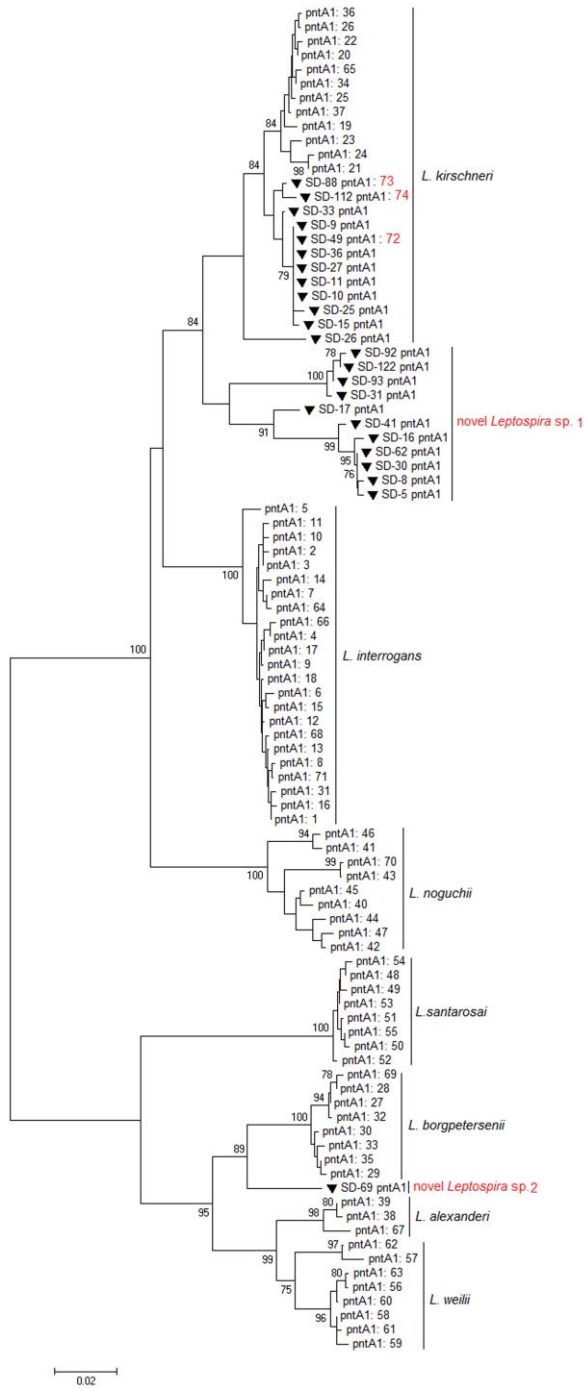 pntA1: 36
pntA1: 26
pntA1: 22
pntA1: 20
pntA1: 65
pntA1: 34
pntA1: 25
pntA1: 37
84
pntA1: 19
pntA1: 23
pntA1: 24
84
98 pntA1: 21
L. kirschneri
SD-88 pntA1: 73
SD-112 pntA1: 74
SD-33 pntA1
SD-9 pntA1
SD-49 pntA1: 72
SD-36 pntA1
SD-27 pntA1
79
SD-11 pntA1
SD-10 pntA1
SD-25 pntA1
84
SD-15 pntA1
SD-26 pntA1
78 SD-92 pntA1
SD-122 pntA1
100
SD-93 pntA1
SD-31 pntA1
SD-17 pntA1
91
SD-41 pntA1
novel Leptospira sp. 1
99
SD-16 pntA1
95 SD-62 pntA1
SD-30 pntA1
76
SD-8 pntA1
SD-5 pntA1
pntA1: 5
pntA1: 11
pntA1: 10
pntA1: 2
pntA1: 3
100
pntA1: 14
pntA1: 7
pntA1: 64
pntA1: 66
pntA1: 4
100
pntA1: 17
L. interrogans
pntA1: 9
pntA1: 18
pntA1: 6
pntA1: 15
pntA1: 12
pntA1: 68
pntA1: 13
pntA1: 8
pntA1: 71
pntA1: 31
pntA1: 16
pntA1: 1
94 pntA1: 46
pntA1: 41
99 pntA1: 70
100
pntA1: 43
L. noguchii
pntA1: 45
pntA1: 40
pntA1: 44
pntA1: 47
pntA1: 42
pntA1: 54
pntA1: 48
pntA1: 49
pntA1: 53
L.santarosai
pntA1: 51
100
pntA1: 55
pntA1: 50
pntA1: 52
78 pntA1: 69
pntA1: 28
94
pntA1: 27
100
pntA1: 32
L. borgpetersenii
pntA1: 30
pntA1: 33
89
pntA1: 35
pntA1: 29
SD-69 pntA1 novel Leptospira sp.2
80 pntA1: 39
95
98 pntA1: 38
L. alexanderi
pntA1: 67
97 pntA1: 62
99
pntA1: 57
80 pntA1: 63
75
pntA1: 56
L. weilii
pntA1: 60
96
pntA1: 58
pntA1: 61
pntA1: 59
0.02